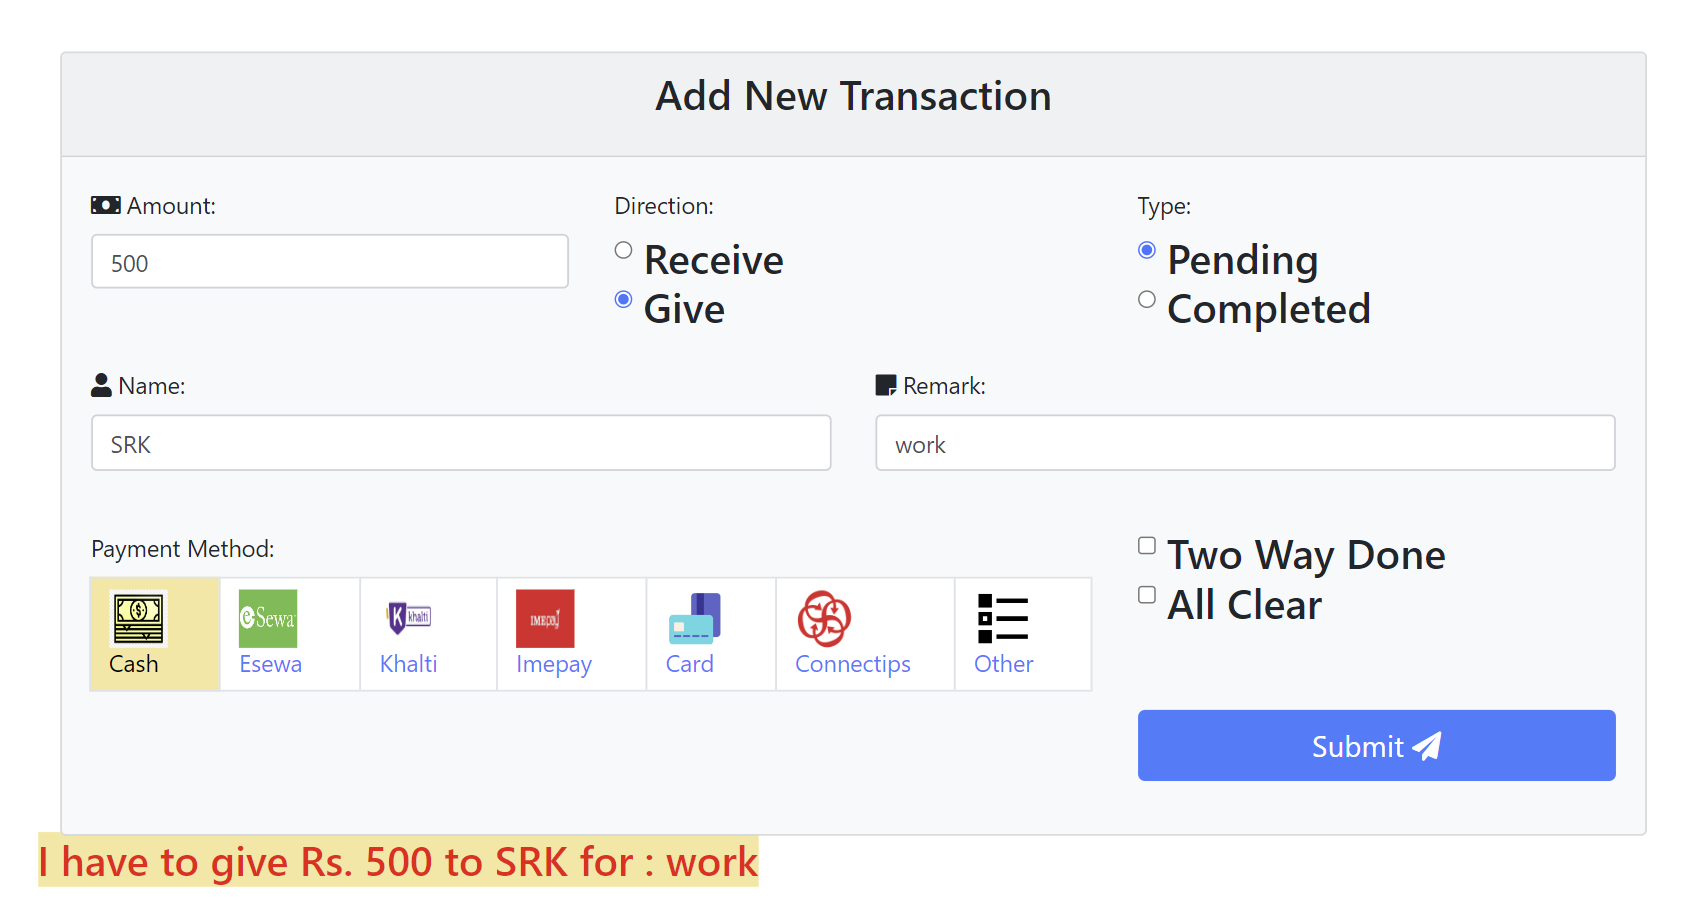 Add New Transaction
Amount:
Direction:
Type:
500
Receive
Pending
Give
Completed
Name:
Remark:
SRK
work
Payment Method:
Two Way Done
All Clear
eSewa
khalti
IMEpay
Cash
Esewa
Khalti
Imepay
Card
Connectips
Other
Submit
I have to give Rs. 500 to SRK for : work